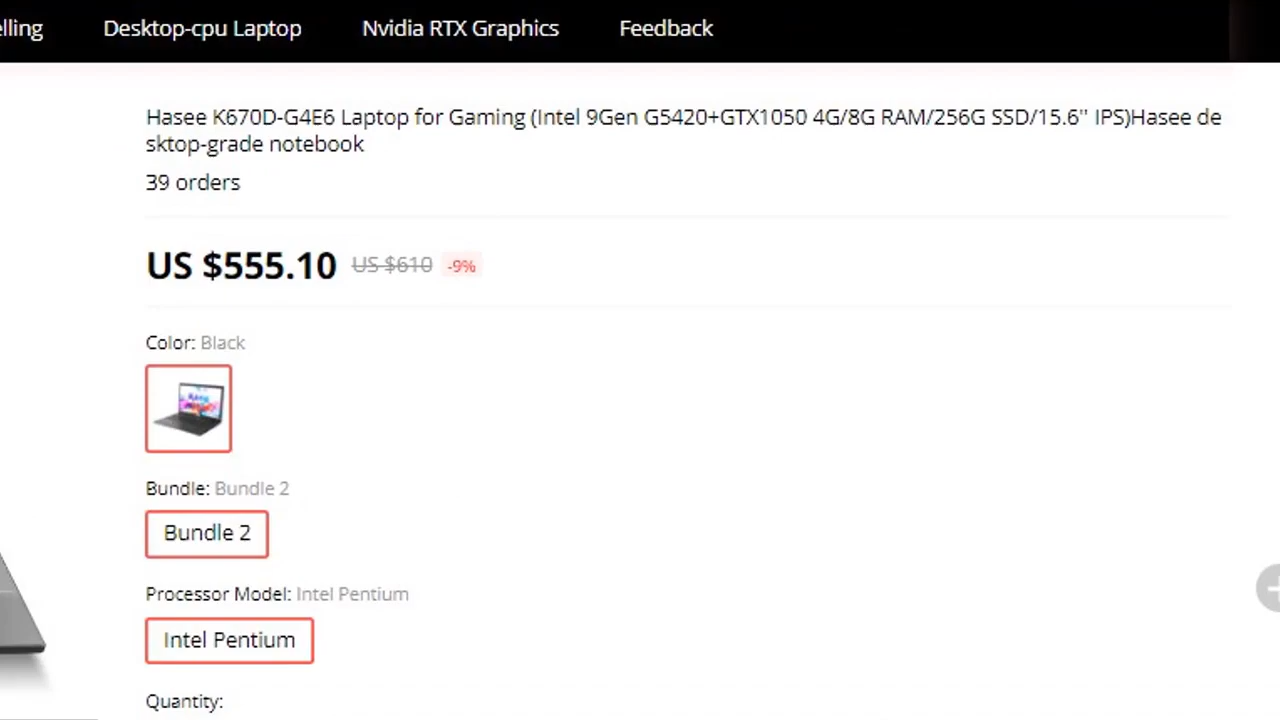 elling Desktop-cpu Laptop Nvidia RTX Graphics Feedback
Hasee K670D-G4E6 Laptop for Gaming (Intel 9Gen G5420+GTX1050 4G/8G RAM/256G SSD/15.6'' IPS)Hasee de
sktop-grade notebook
39 orders
US $555.10 US $610 -9%
Color: Black
Bundle: Bundle 2
Bundle 2
Processor Model: Intel Pentium
Intel Pentium
Quantity: